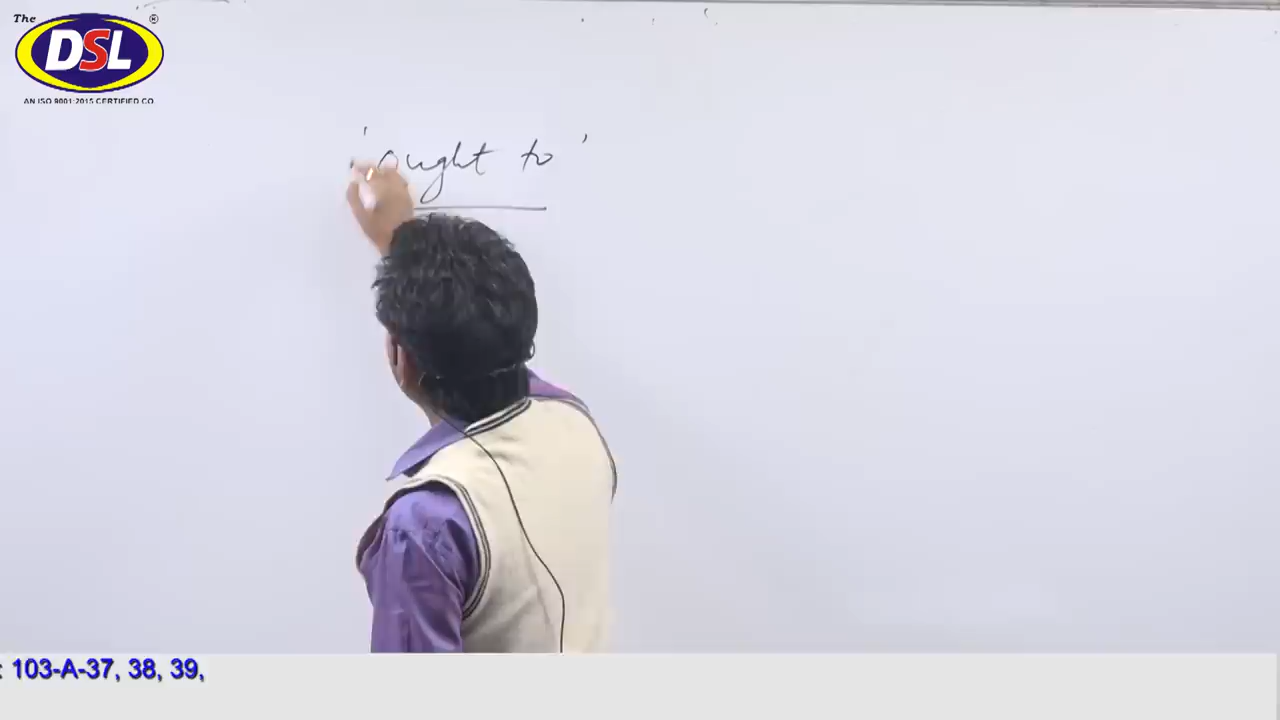 The ®
DSL
AN ISO 9001:2015 CERTIFIED CO
' ought to '
: 103-A-37, 38, 39,